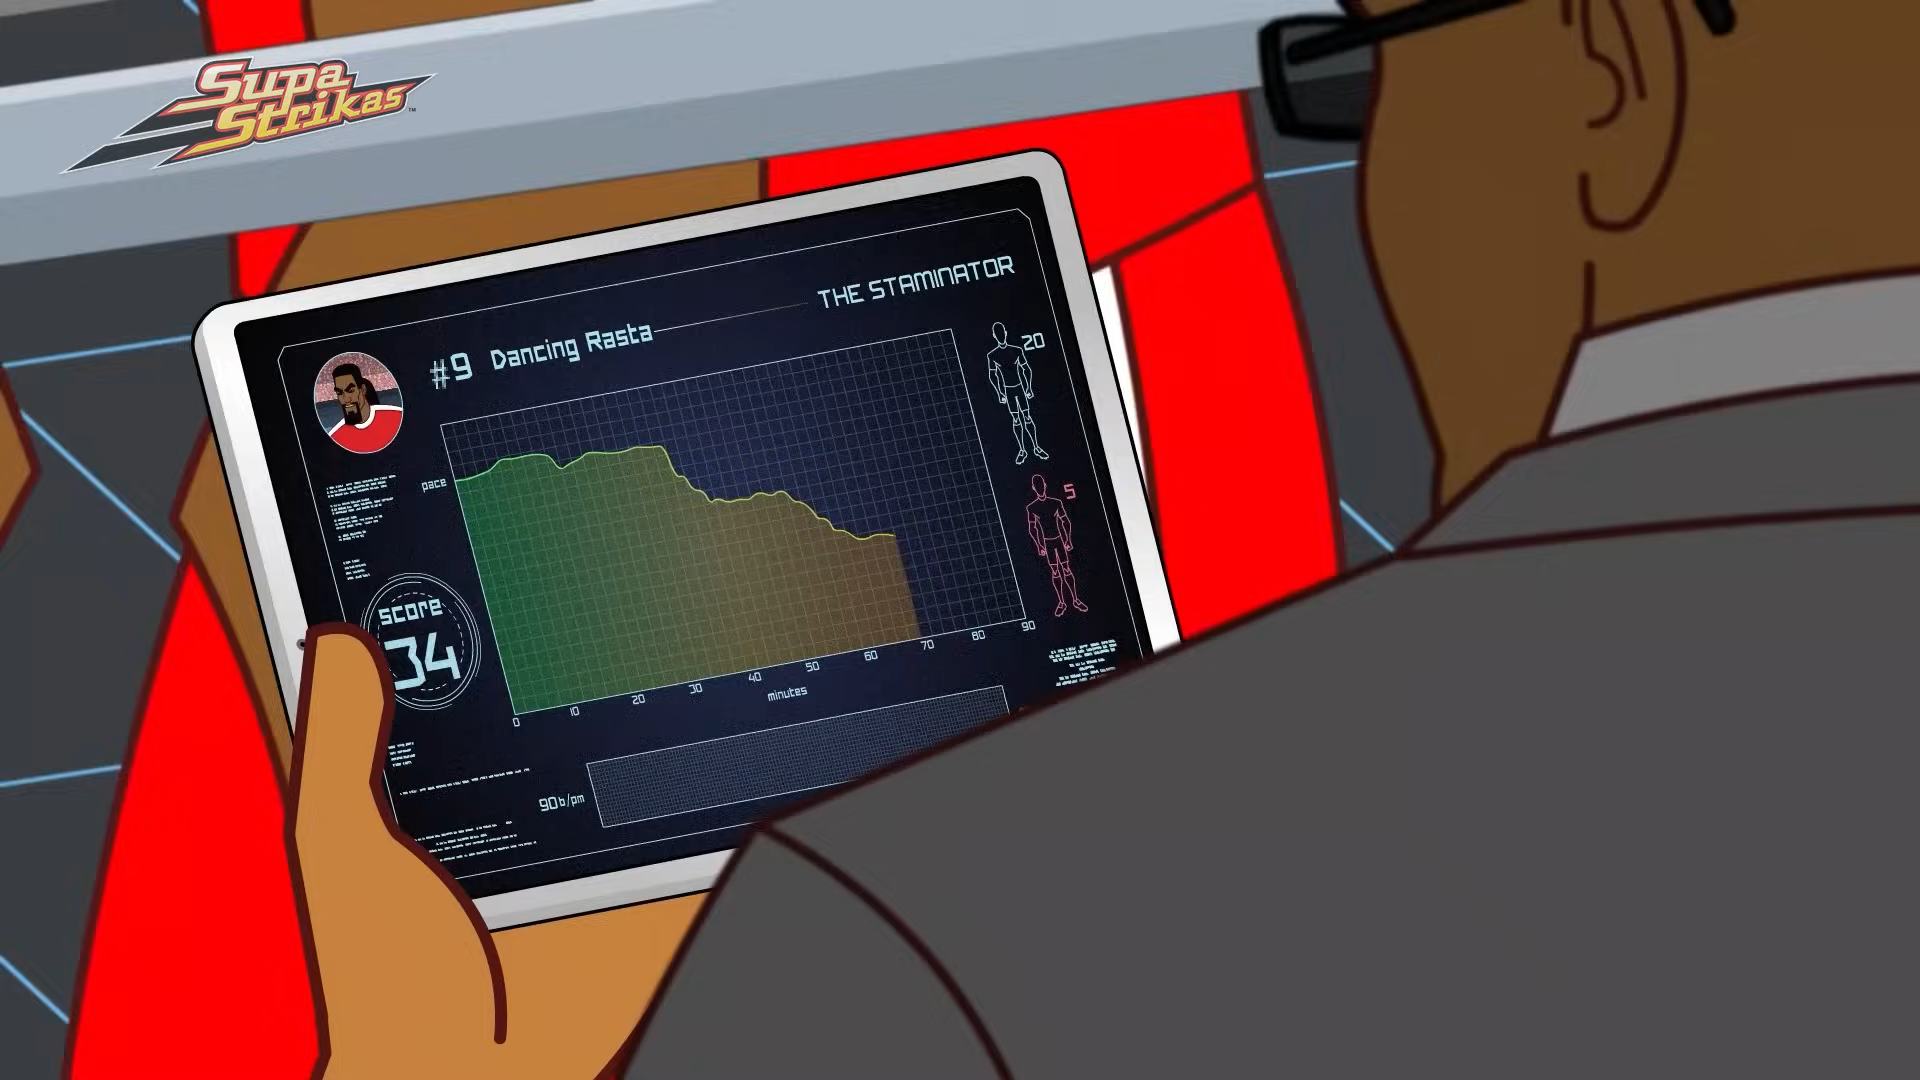 Supa
Strikas™
THE STAMINATOR
#9 Dancing Rasta
20
pace
5
score
34
0 10 20 30 40 50 60 70 80 90
minutes
90b/pm